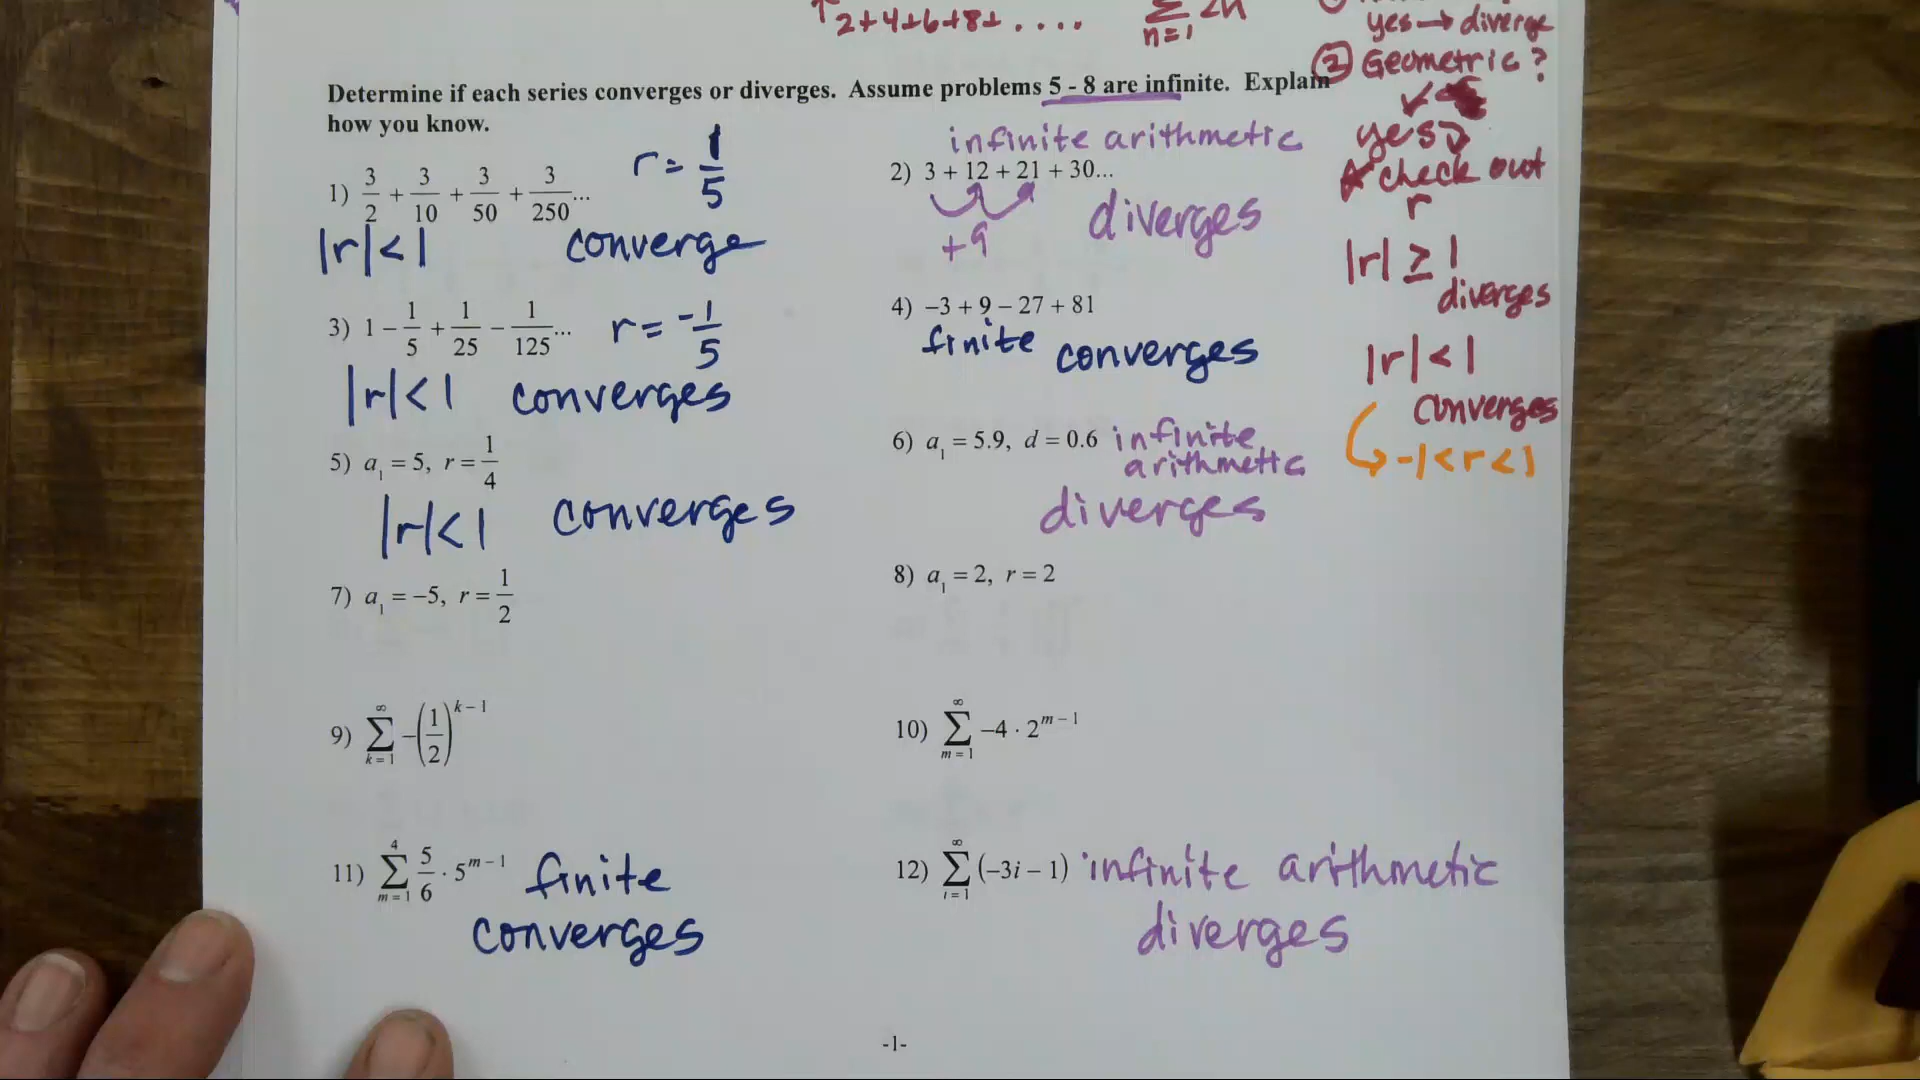 2+4+6+8+ . . . .
∑ 2n
n=1
yes → diverge
② Geometric?
Determine if each series converges or diverges. Assume problems 5 - 8 are infinite. Explain
how you know.
yes
check out
r
|r| ≥ 1
diverges
|r| < 1
converges
-1<r<1
1) 3/2 + 3/10 + 3/50 + 3/250 ...
r = 1/5
|r|<1 converge
infinite arithmetic
2) 3 + 12 + 21 + 30...
+9
diverges
3) 1 − 1/5 + 1/25 − 1/125 ...
r = -1/5
|r|<1 converges
4) −3 + 9 − 27 + 81
finite converges
5) a₁ = 5, r = 1/4
|r|<1 converges
6) a₁ = 5.9, d = 0.6 infinite
arithmetic
diverges
7) a₁ = −5, r = 1/2
8) a₁ = 2, r = 2
9) ∑_{k=1}^{∞} −(1/2)^{k−1}
10) ∑_{m=1}^{∞} −4 · 2^{m−1}
11) ∑_{m=1}^{4} 5/6 · 5^{m−1} finite
converges
12) ∑_{i=1}^{∞} (−3i − 1) infinite arithmetic
diverges
-1-